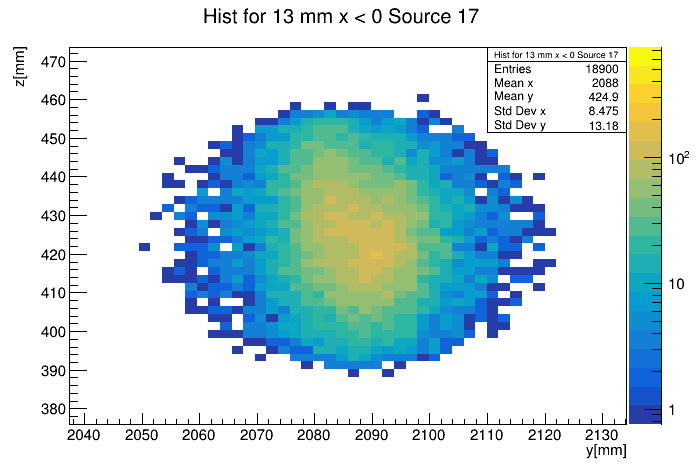 Hist for 13 mm x < 0 Source 17
z[mm]
Hist for 13 mm x < 0 Source 17
Entries 18900
Mean x 2088
Mean y 424.9
Std Dev x 8.475
Std Dev y 13.18
470
460
450
440
430
420
410
400
390
380
10²
10
1
2040 2050 2060 2070 2080 2090 2100 2110 2120 2130
y[mm]